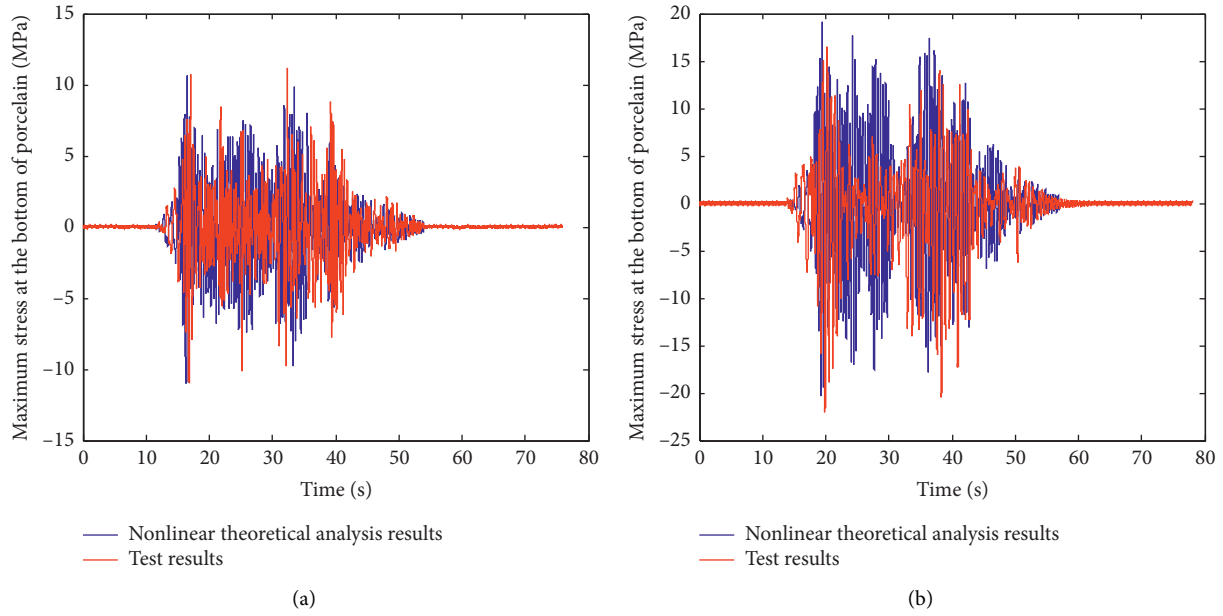 Maximum stress at the bottom of porcelain (MPa)
15
10
5
0
−5
−10
−15
0 10 20 30 40 50 60 70 80
Time (s)
Nonlinear theoretical analysis results
Test results
(a)
Maximum stress at the bottom of porcelain (MPa)
20
15
10
5
0
−5
−10
−15
−20
−25
0 10 20 30 40 50 60 70 80
Time (s)
Nonlinear theoretical analysis results
Test results
(b)